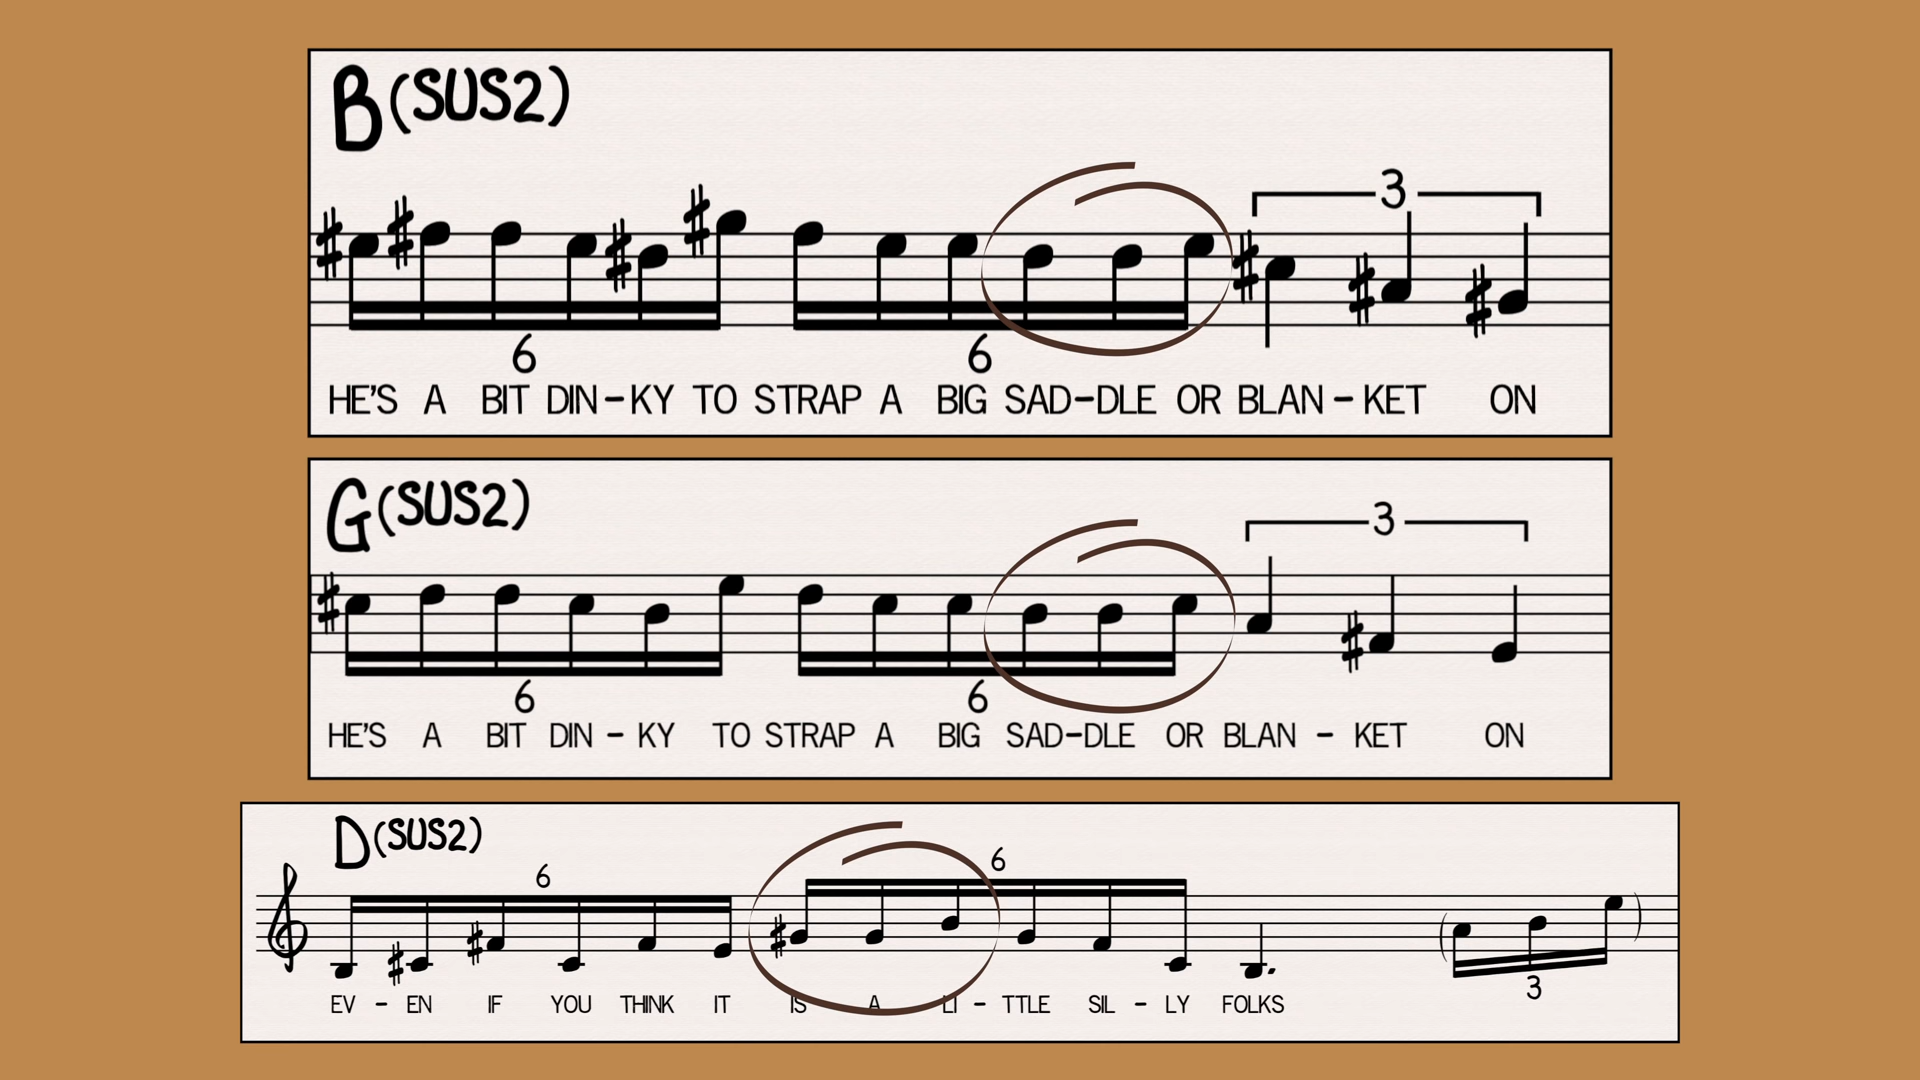 B(SUS2)
3
6 6
HE'S A BIT DIN-KY TO STRAP A BIG SAD-DLE OR BLAN-KET ON
G(SUS2)
3
6 6
HE'S A BIT DIN-KY TO STRAP A BIG SAD-DLE OR BLAN-KET ON
D(SUS2)
6 6
3
EV-EN IF YOU THINK IT IS A LI-TTLE SIL-LY FOLKS